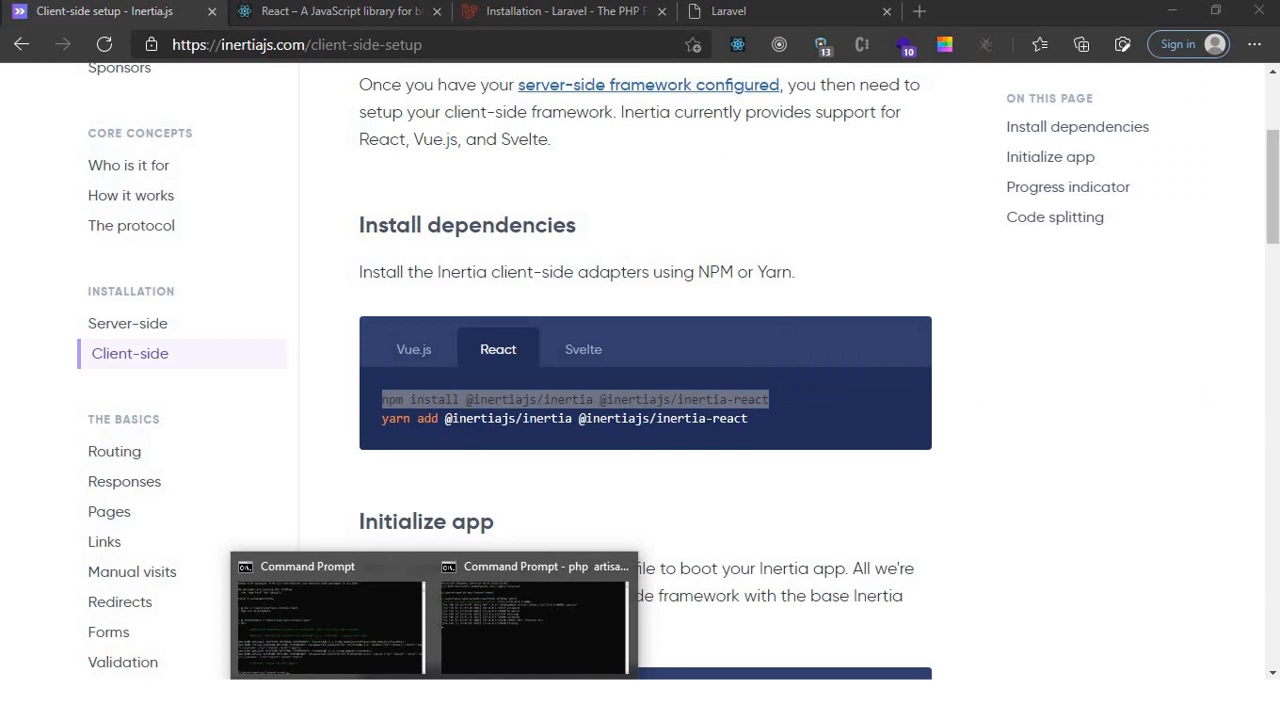 Client-side setup - Inertia.js
React – A JavaScript library for b
Installation - Laravel - The PHP F
Laravel
https://inertiajs.com/client-side-setup
13
10
Sign in
Sponsors
CORE CONCEPTS
Who is it for
How it works
The protocol
INSTALLATION
Server-side
Client-side
THE BASICS
Routing
Responses
Pages
Links
Manual visits
Redirects
Forms
Validation
Once you have your server-side framework configured, you then need to
setup your client-side framework. Inertia currently provides support for
React, Vue.js, and Svelte.
Install dependencies
Install the Inertia client-side adapters using NPM or Yarn.
Vue.js
React
Svelte
npm install @inertiajs/inertia @inertiajs/inertia-react
yarn add @inertiajs/inertia @inertiajs/inertia-react
Initialize app
file to boot your Inertia app. All we're
framework with the base Inertia
Command Prompt
Command Prompt - php artisa...
ON THIS PAGE
Install dependencies
Initialize app
Progress indicator
Code splitting